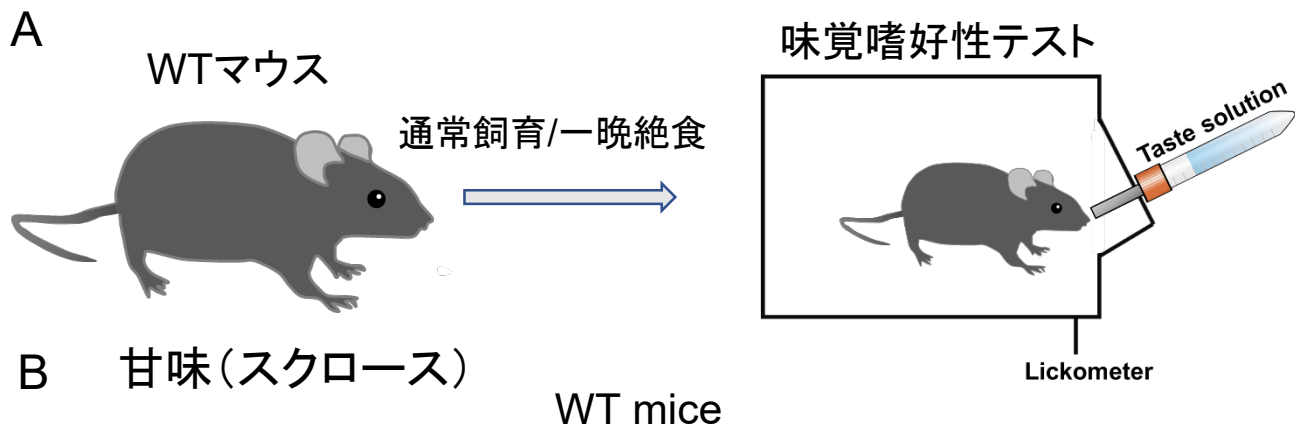 A
WTマウス
通常飼育/一晩絶食
味覚嗜好性テスト
Taste solution
Lickometer
B
甘味(スクロース)
WT mice